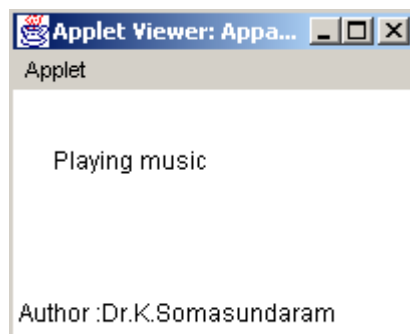 Applet Viewer: Appa...
Applet
Playing music
Author :Dr.K.Somasundaram